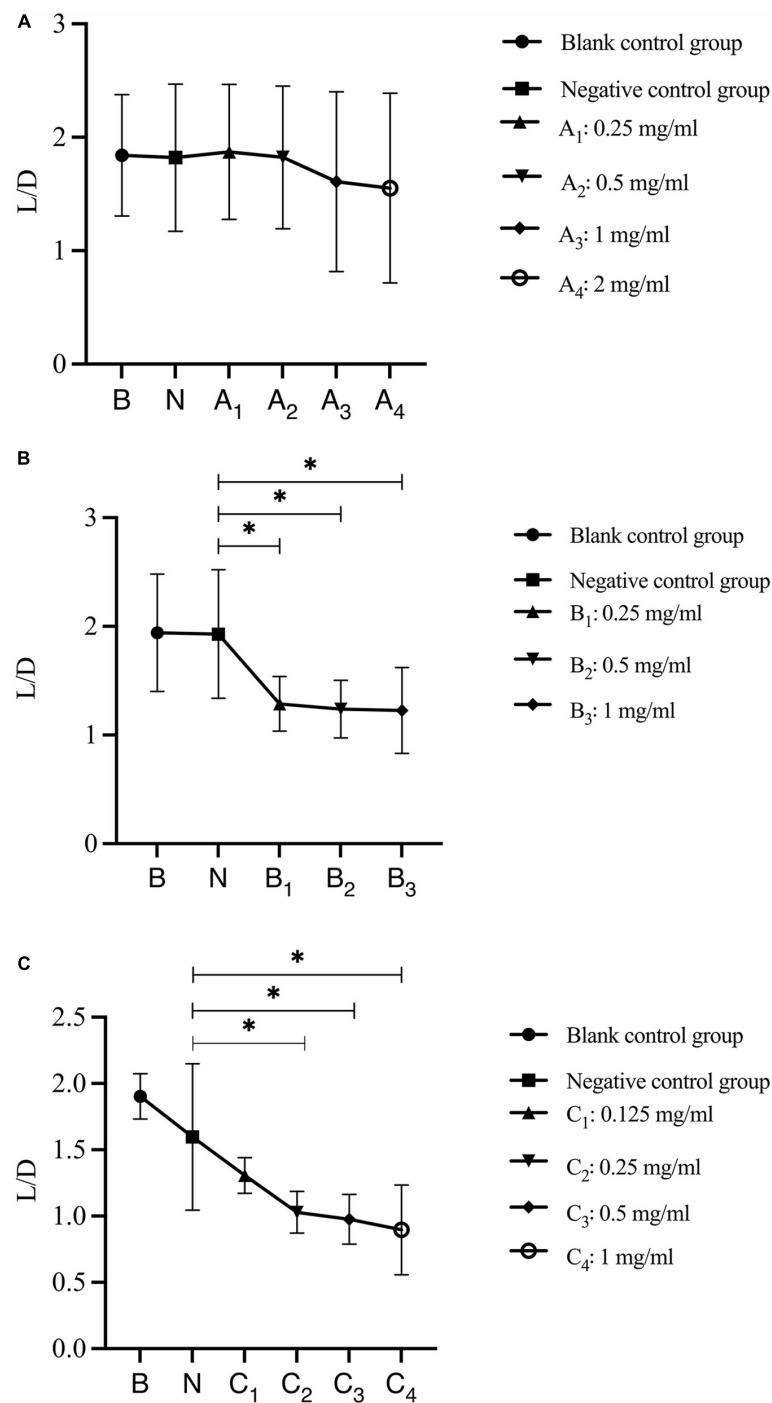 A
3
2
1
0
L/D
B N A₁ A₂ A₃ A₄
Blank control group
Negative control group
A₁: 0.25 mg/ml
A₂: 0.5 mg/ml
A₃: 1 mg/ml
A₄: 2 mg/ml
B
* 
*
*
3
2
1
0
L/D
B N B₁ B₂ B₃
Blank control group
Negative control group
B₁: 0.25 mg/ml
B₂: 0.5 mg/ml
B₃: 1 mg/ml
C
*
*
*
2.5
2.0
1.5
1.0
0.5
0.0
L/D
B N C₁ C₂ C₃ C₄
Blank control group
Negative control group
C₁: 0.125 mg/ml
C₂: 0.25 mg/ml
C₃: 0.5 mg/ml
C₄: 1 mg/ml